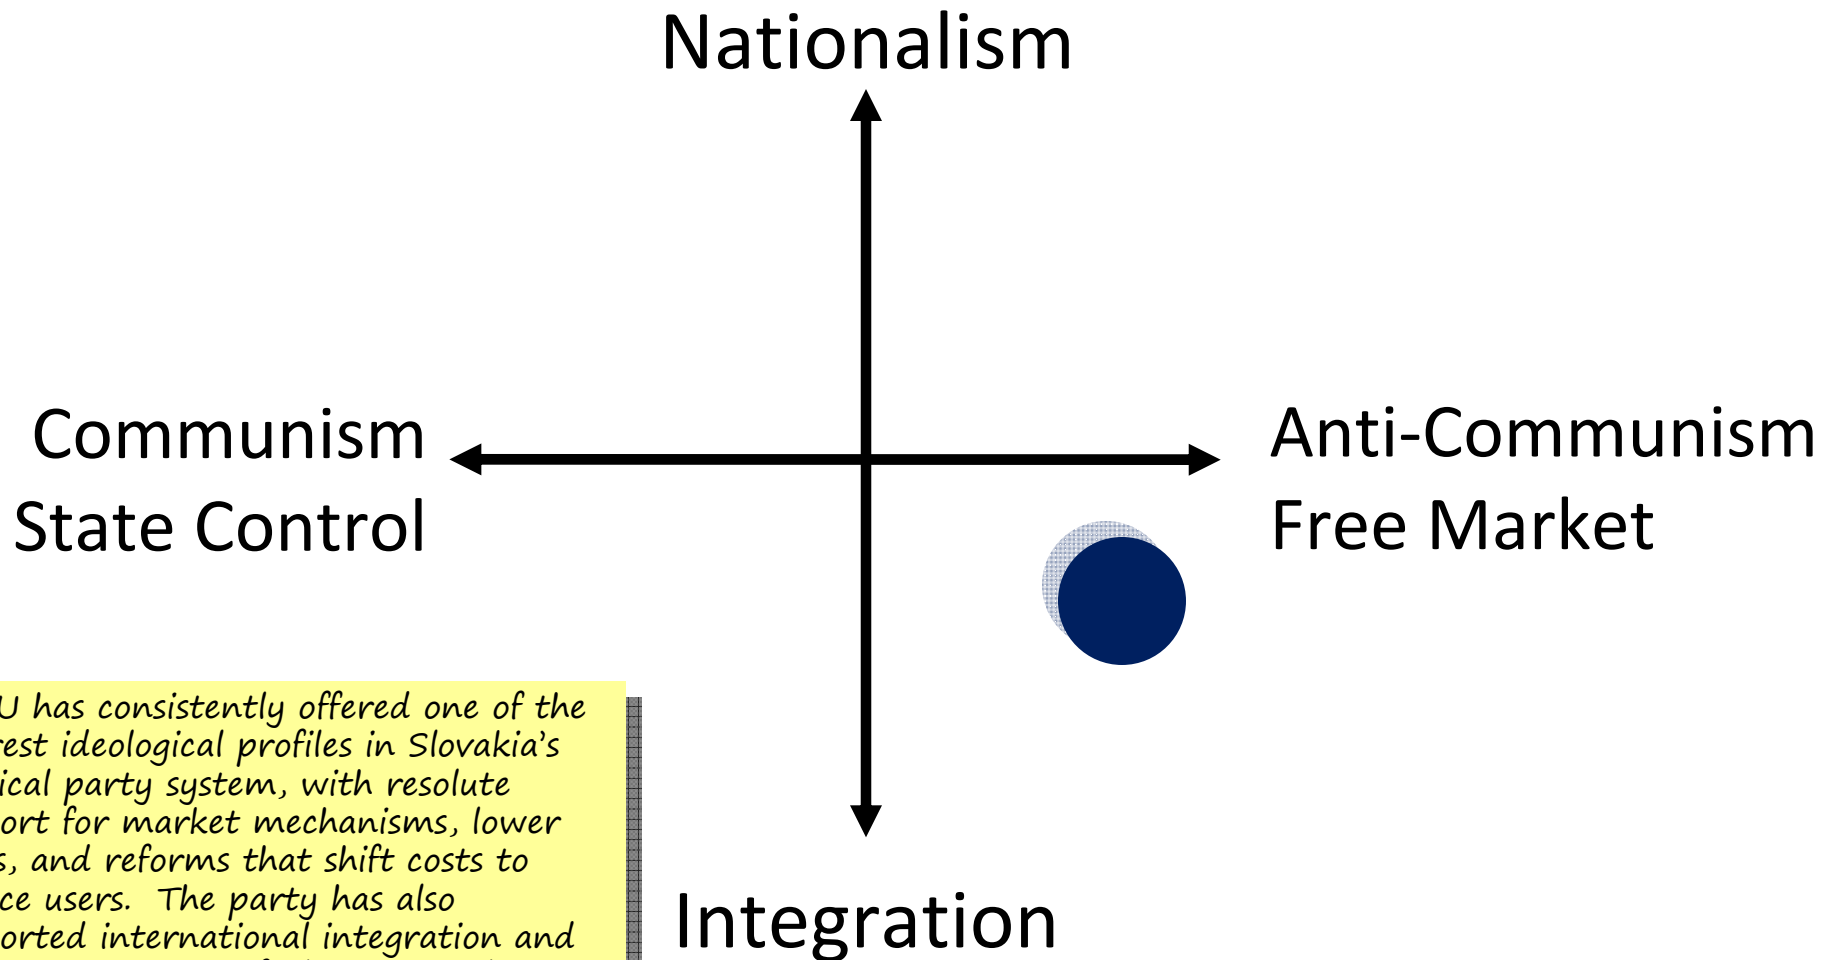 Nationalism
Communism
State Control
Anti-Communism
Free Market
U has consistently offered one of the
rest ideological profiles in Slovakia's
ical party system, with resolute
ort for market mechanisms, lower
s, and reforms that shift costs to
ce users. The party has also
orted international integration and
Integration